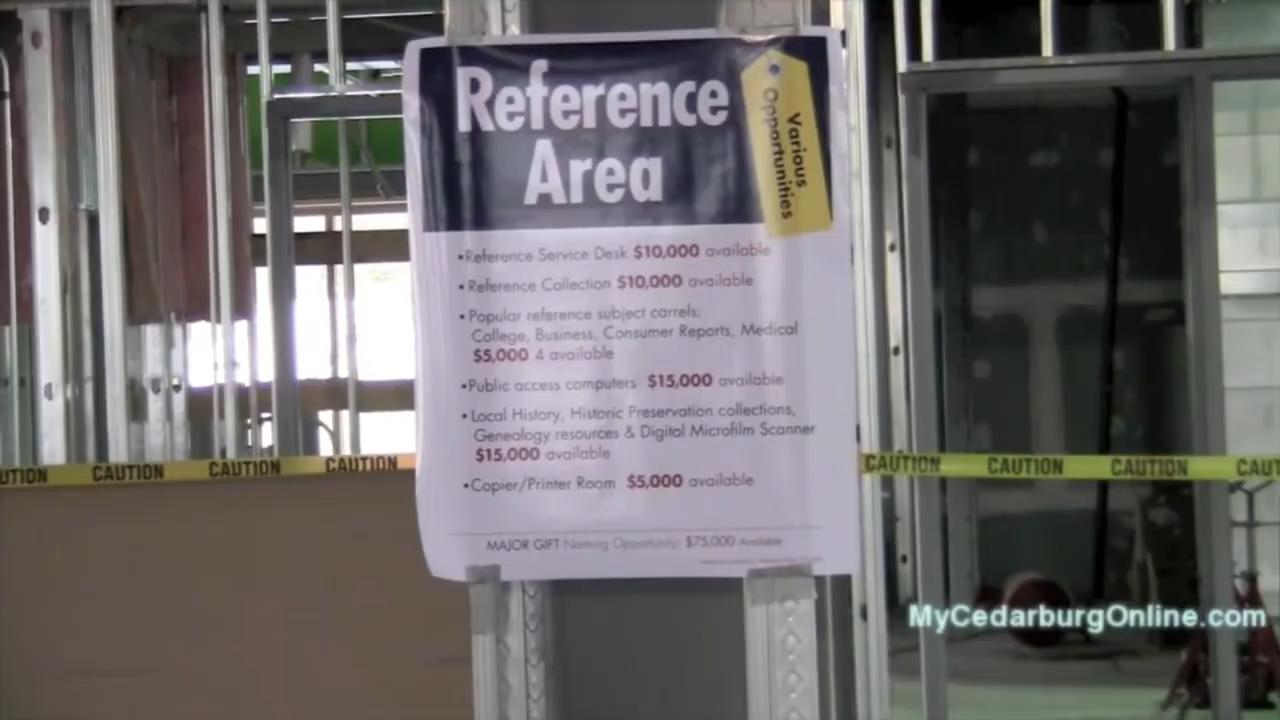 Reference
Area
Various
Opportunities
•Reference Service Desk $10,000 available
•Reference Collection $10,000 available
•Popular reference subject carrels:
College, Business, Consumer Reports, Medical
$5,000 4 available
•Public access computers $15,000 available
•Local History, Historic Preservation collections,
Genealogy resources & Digital Microfilm Scanner
$15,000 available
•Copier/Printer Room $5,000 available
MAJOR GIFT Naming Opportunity: $75,000 Available
UTION CAUTION CAUTION CAUTION
CAUTION CAUTION CAUTION CAUT
MyCedarburgOnline.com